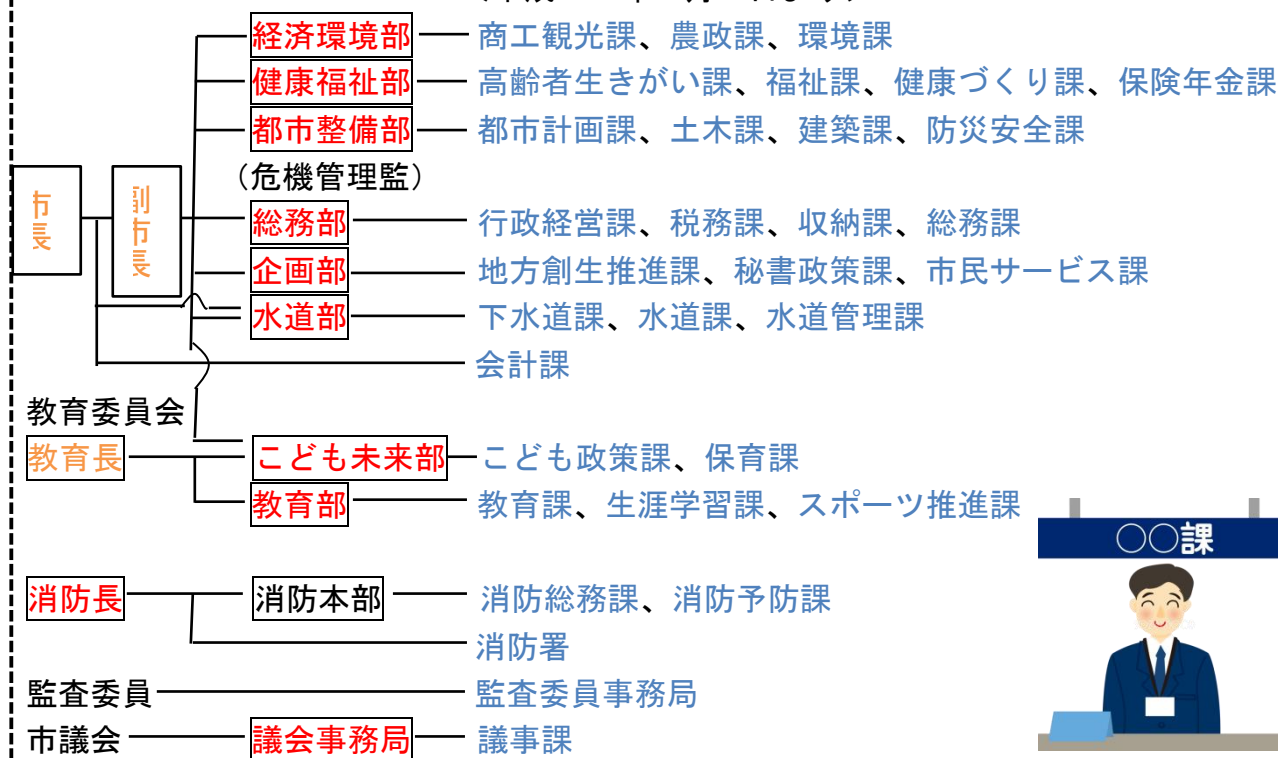 経済環境部 商工観光課、農政課、環境課
健康福祉部 高齢者生きがい課、福祉課、健康づくり課、保険年金課
都市整備部 都市計画課、土木課、建築課、防災安全課
(危機管理監)
市長 副市長
総務部 行政経営課、税務課、収納課、総務課
企画部 地方創生推進課、秘書政策課、市民サービス課
水道部 下水道課、水道課、水道管理課
会計課
教育委員会
教育長 こども未来部 こども政策課、保育課
教育部 教育課、生涯学習課、スポーツ推進課
○○課
消防長 消防本部 消防総務課、消防予防課
消防署
監査委員 監査委員事務局
市議会 議会事務局 議事課